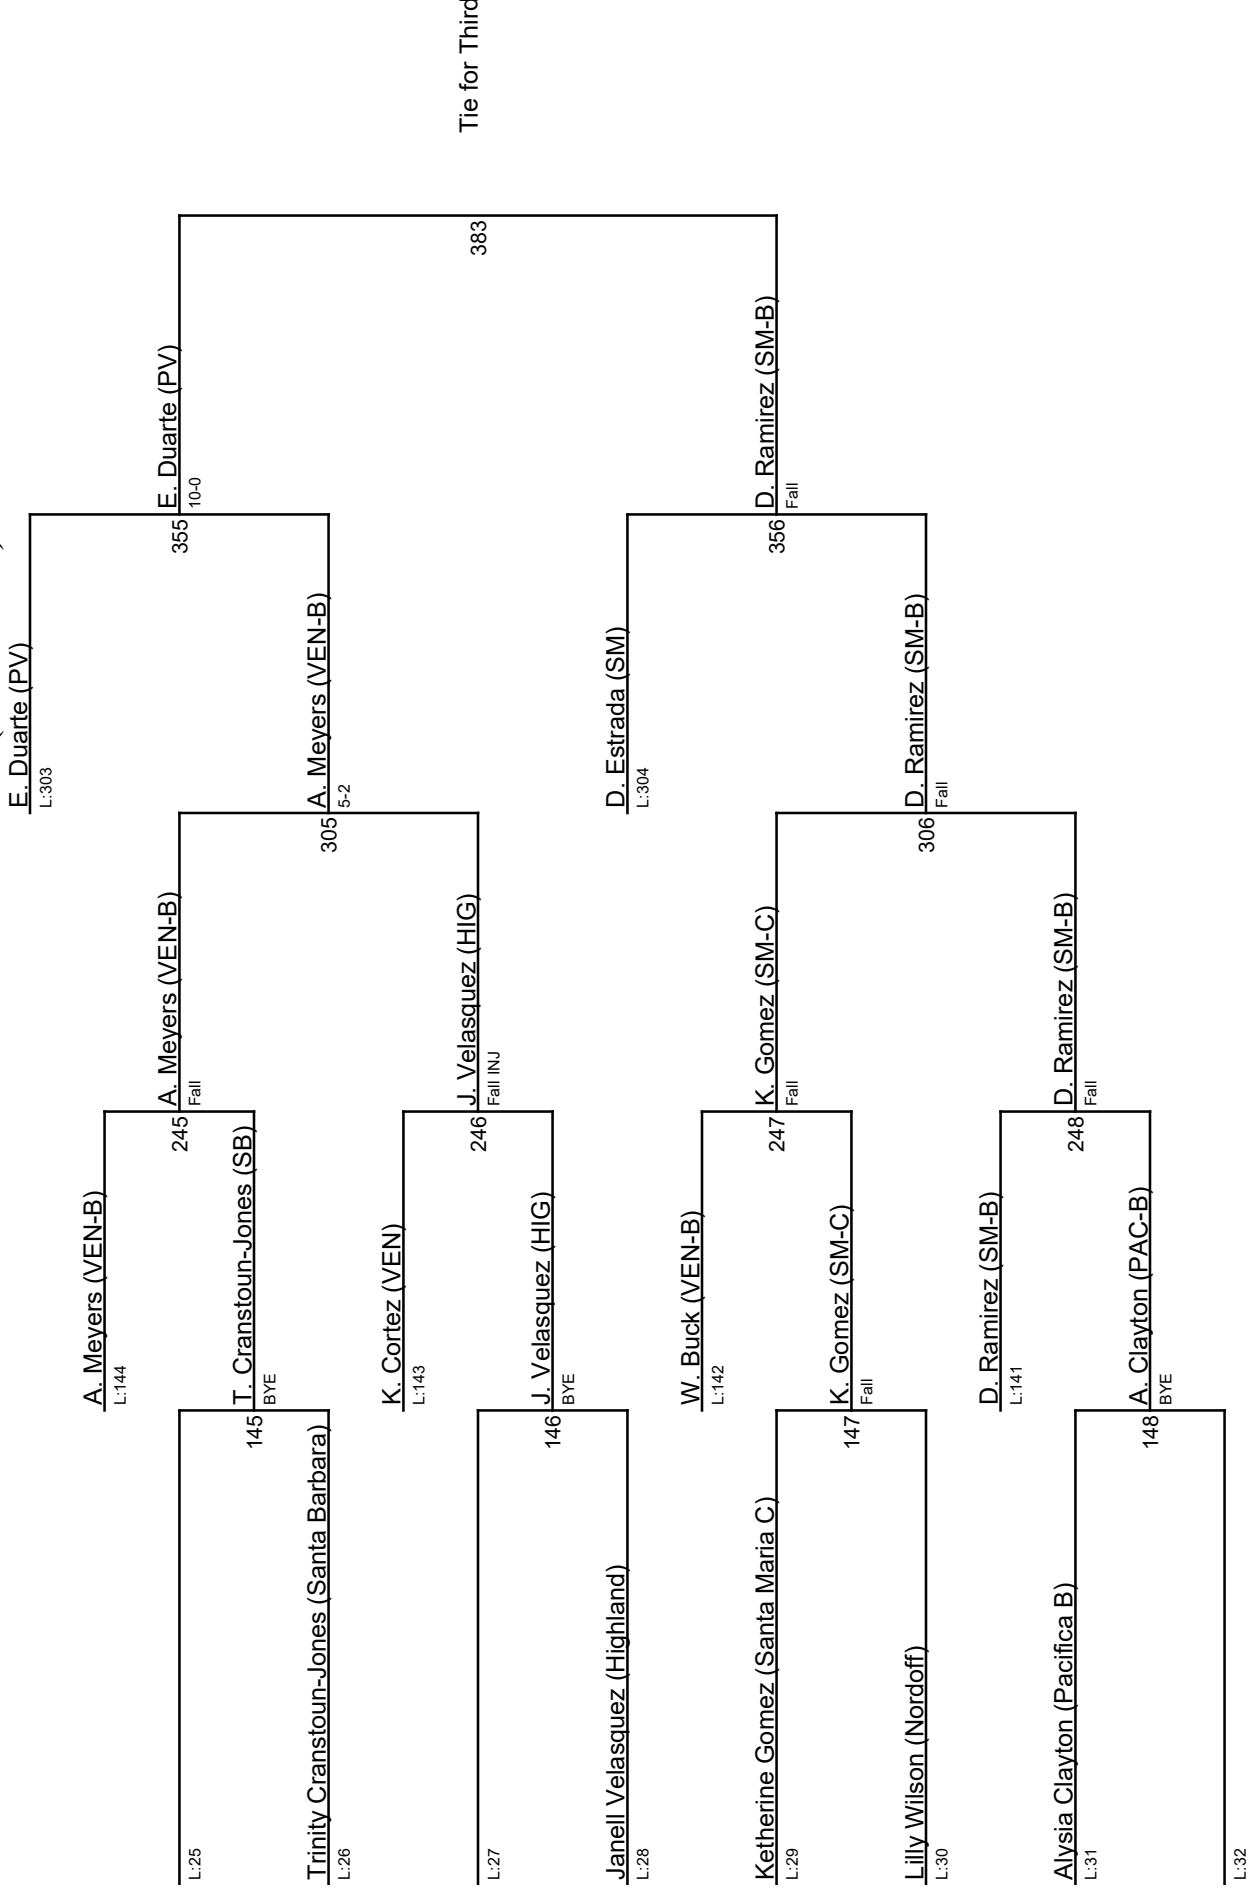 L:25
Trinity Cranstoun-Jones (Santa Barbara)
L:26
L:27
Janell Velasquez (Highland)
L:28
Ketherine Gomez (Santa Maria C)
L:29
Lilly Wilson (Nordoff)
L:30
Alysia Clayton (Pacifica B)
L:31
L:32
145
146
147
148
A. Meyers (VEN-B)
L:144
T. Cranstoun-Jones (SB)
BYE
K. Cortez (VEN)
L:143
J. Velasquez (HIG)
BYE
W. Buck (VEN-B)
L:142
K. Gomez (SM-C)
Fall
D. Ramirez (SM-B)
L:141
A. Clayton (PAC-B)
BYE
245
246
247
248
A. Meyers (VEN-B)
Fall
J. Velasquez (HIG)
Fall INJ
K. Gomez (SM-C)
Fall
D. Ramirez (SM-B)
Fall
305
306
E. Duarte (PV)
L:303
A. Meyers (VEN-B)
5-2
D. Estrada (SM)
L:304
D. Ramirez (SM-B)
Fall
355
356
E. Duarte (PV)
10-0
D. Ramirez (SM-B)
Fall
383
Tie for Third